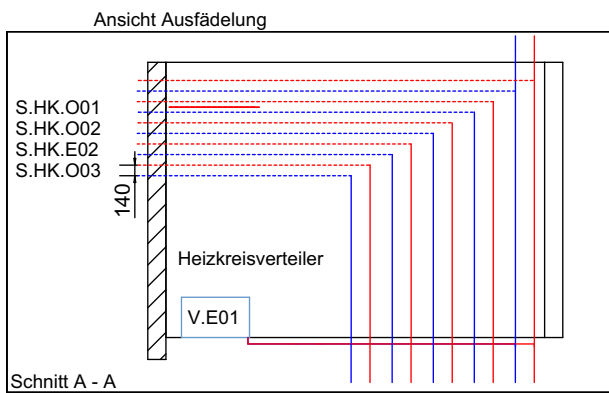 Ansicht Ausfädelung
S.HK.O01
S.HK.O02
S.HK.E02
S.HK.O03
140
Heizkreisverteiler
V.E01
Schnitt A - A